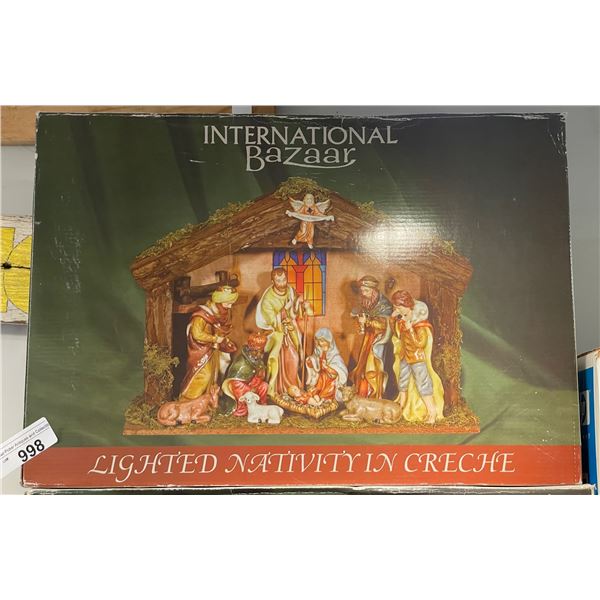 INTERNATIONAL
Bazaar
998
LIGHTED NATIVITY IN CRECHE